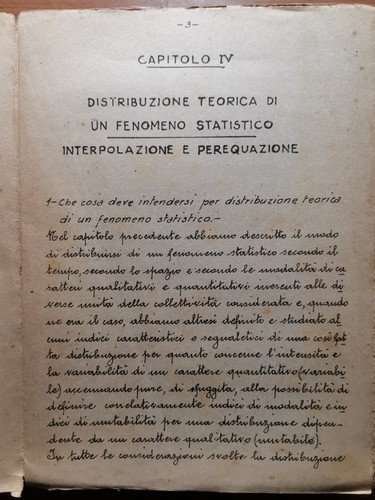 - 3 -
CAPITOLO IV
DISTRIBUZIONE TEORICA DI
UN FENOMENO STATISTICO
INTERPOLAZIONE E PEREQUAZIONE
1- Che cosa deve intendersi per distribuzione teorica
di un fenomeno statistico.-
Nel capitolo precedente abbiamo descritto il modo
di distribuirsi di un fenomeno statistico secondo il
tempo, secondo lo spazio e secondo le modalità di ca
ratteri qualitativi e quantitativi inerenti alle di
verse unità della collettività considerata e, quando
ne era il caso, abbiamo altresì definito e studiato al
cuni indici caratteristici o segnaletici di una così fat
ta distribuzione per quanto concerne l'intensità e
la variabilità di un carattere quantitativo (variabi
le) accennando pure, di sfuggita, alla possibilità di
definire correlativamente indici di modalità e in
dici di mutabilità per una distribuzione dipen
dente da un carattere qualitativo (mutabile).
In tutte le considerazioni svolte la distribuzione